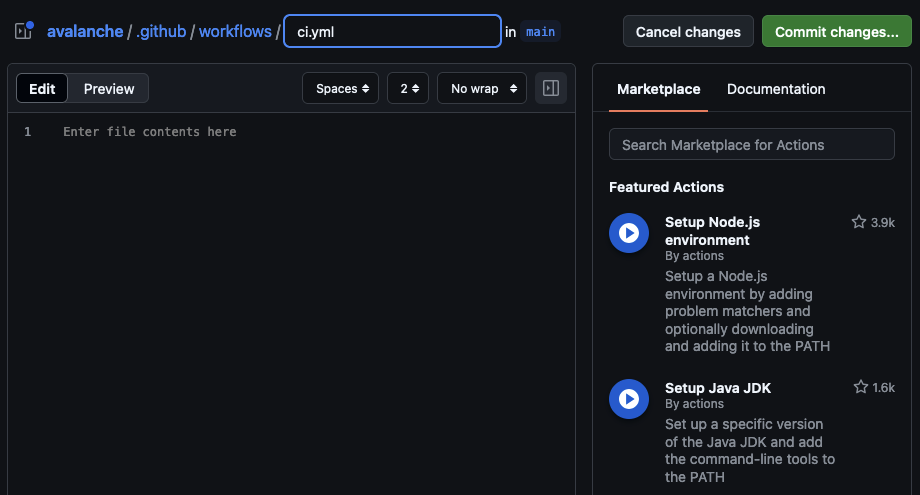 avalanche / .github / workflows / ci.yml in main
Cancel changes
Commit changes...
Edit
Preview
Spaces
2
No wrap
1
Enter file contents here
Marketplace
Documentation
Search Marketplace for Actions
Featured Actions
Setup Node.js
environment
3.9k
By actions
Setup a Node.js
environment by adding
problem matchers and
optionally downloading
and adding it to the PATH
Setup Java JDK
1.6k
By actions
Set up a specific version
of the Java JDK and add
the command-line tools to
the PATH